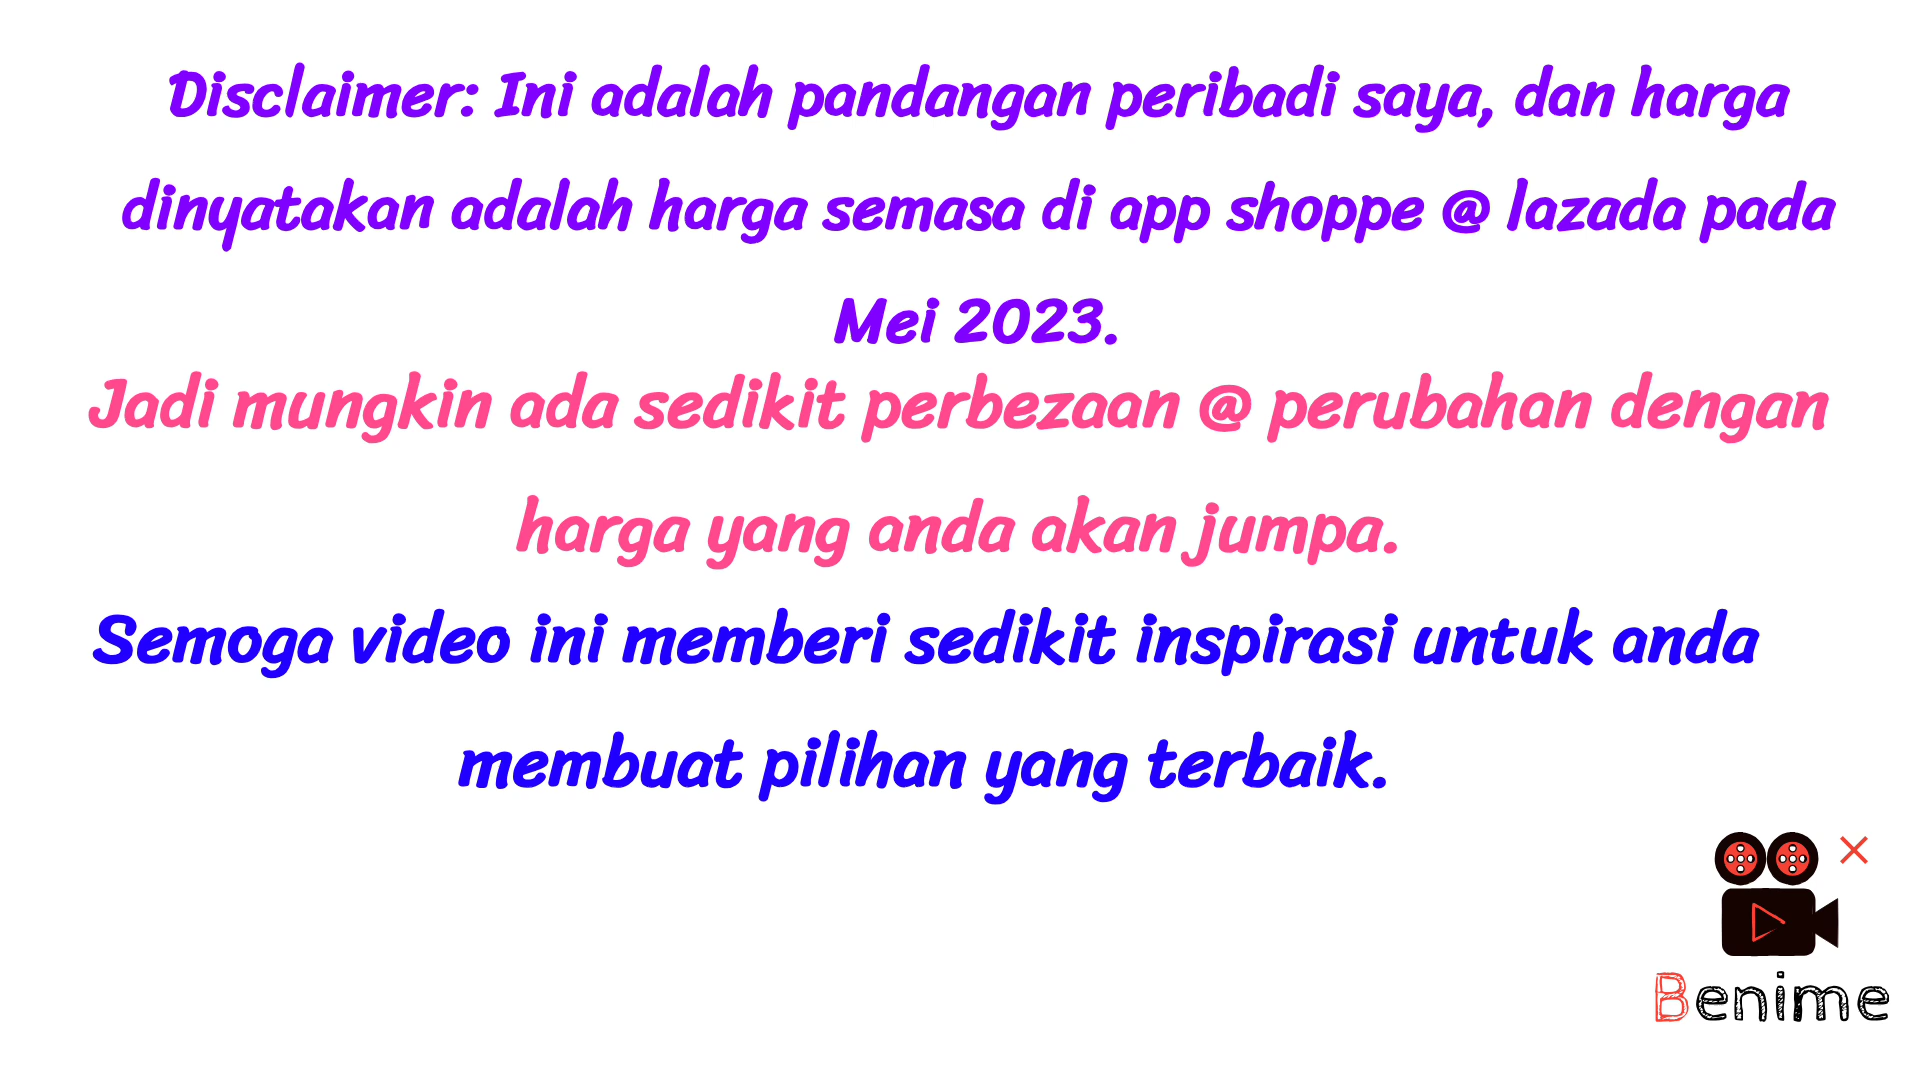 Disclaimer: Ini adalah pandangan peribadi saya, dan harga
dinyatakan adalah harga semasa di app shoppe @ lazada pada
Mei 2023.
Jadi mungkin ada sedikit perbezaan @ perubahan dengan
harga yang anda akan jumpa.
Semoga video ini memberi sedikit inspirasi untuk anda
membuat pilihan yang terbaik.
Benime